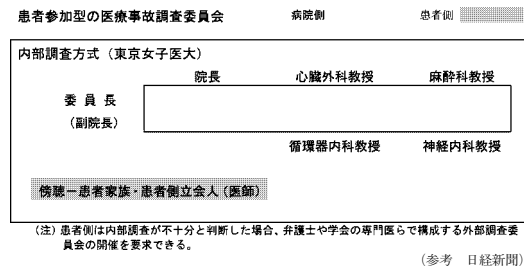 患者参加型の医療事故調査委員会 病院側 患者側
内部調査方式（東京女子医大）
院長 心臓外科教授 麻酔科教授
委員長
（副院長）
循環器内科教授 神経内科教授
傍聴－患者家族・患者側立会人（医師）
（注）患者側は内部調査が不十分と判断した場合、弁護士や学会の専門医らで構成する外部調査委
員会の開催を要求できる。
（参考　日経新聞）